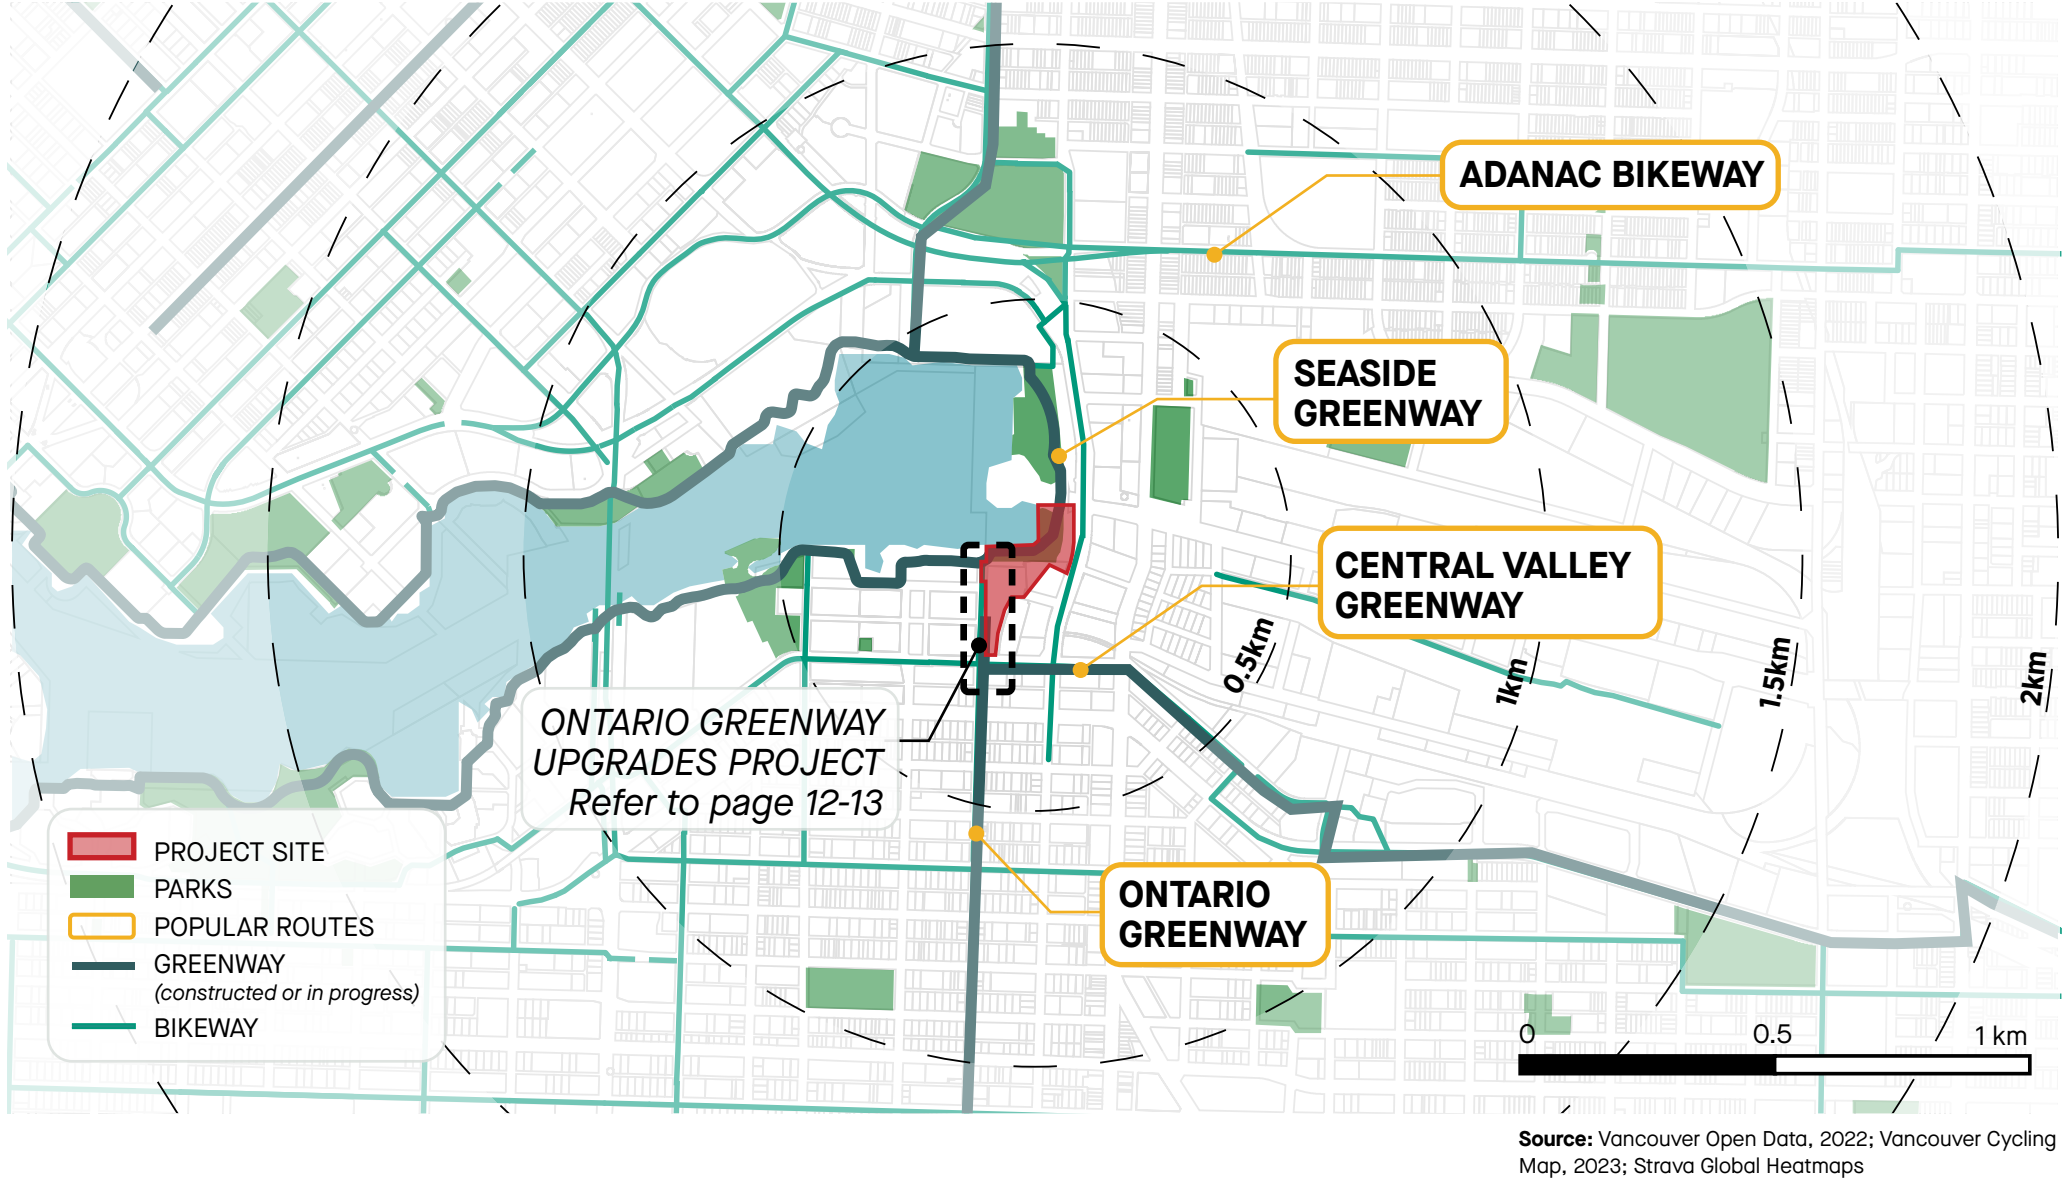 ADANAC BIKEWAY
SEASIDE
GREENWAY
CENTRAL VALLEY
GREENWAY
0.5km
1km
1.5km
2km
ONTARIO GREENWAY
UPGRADES PROJECT
Refer to page 12-13
ONTARIO
GREENWAY
PROJECT SITE
PARKS
POPULAR ROUTES
GREENWAY
(constructed or in progress)
BIKEWAY
0 0.5 1 km
Source: Vancouver Open Data, 2022; Vancouver Cycling
Map, 2023; Strava Global Heatmaps